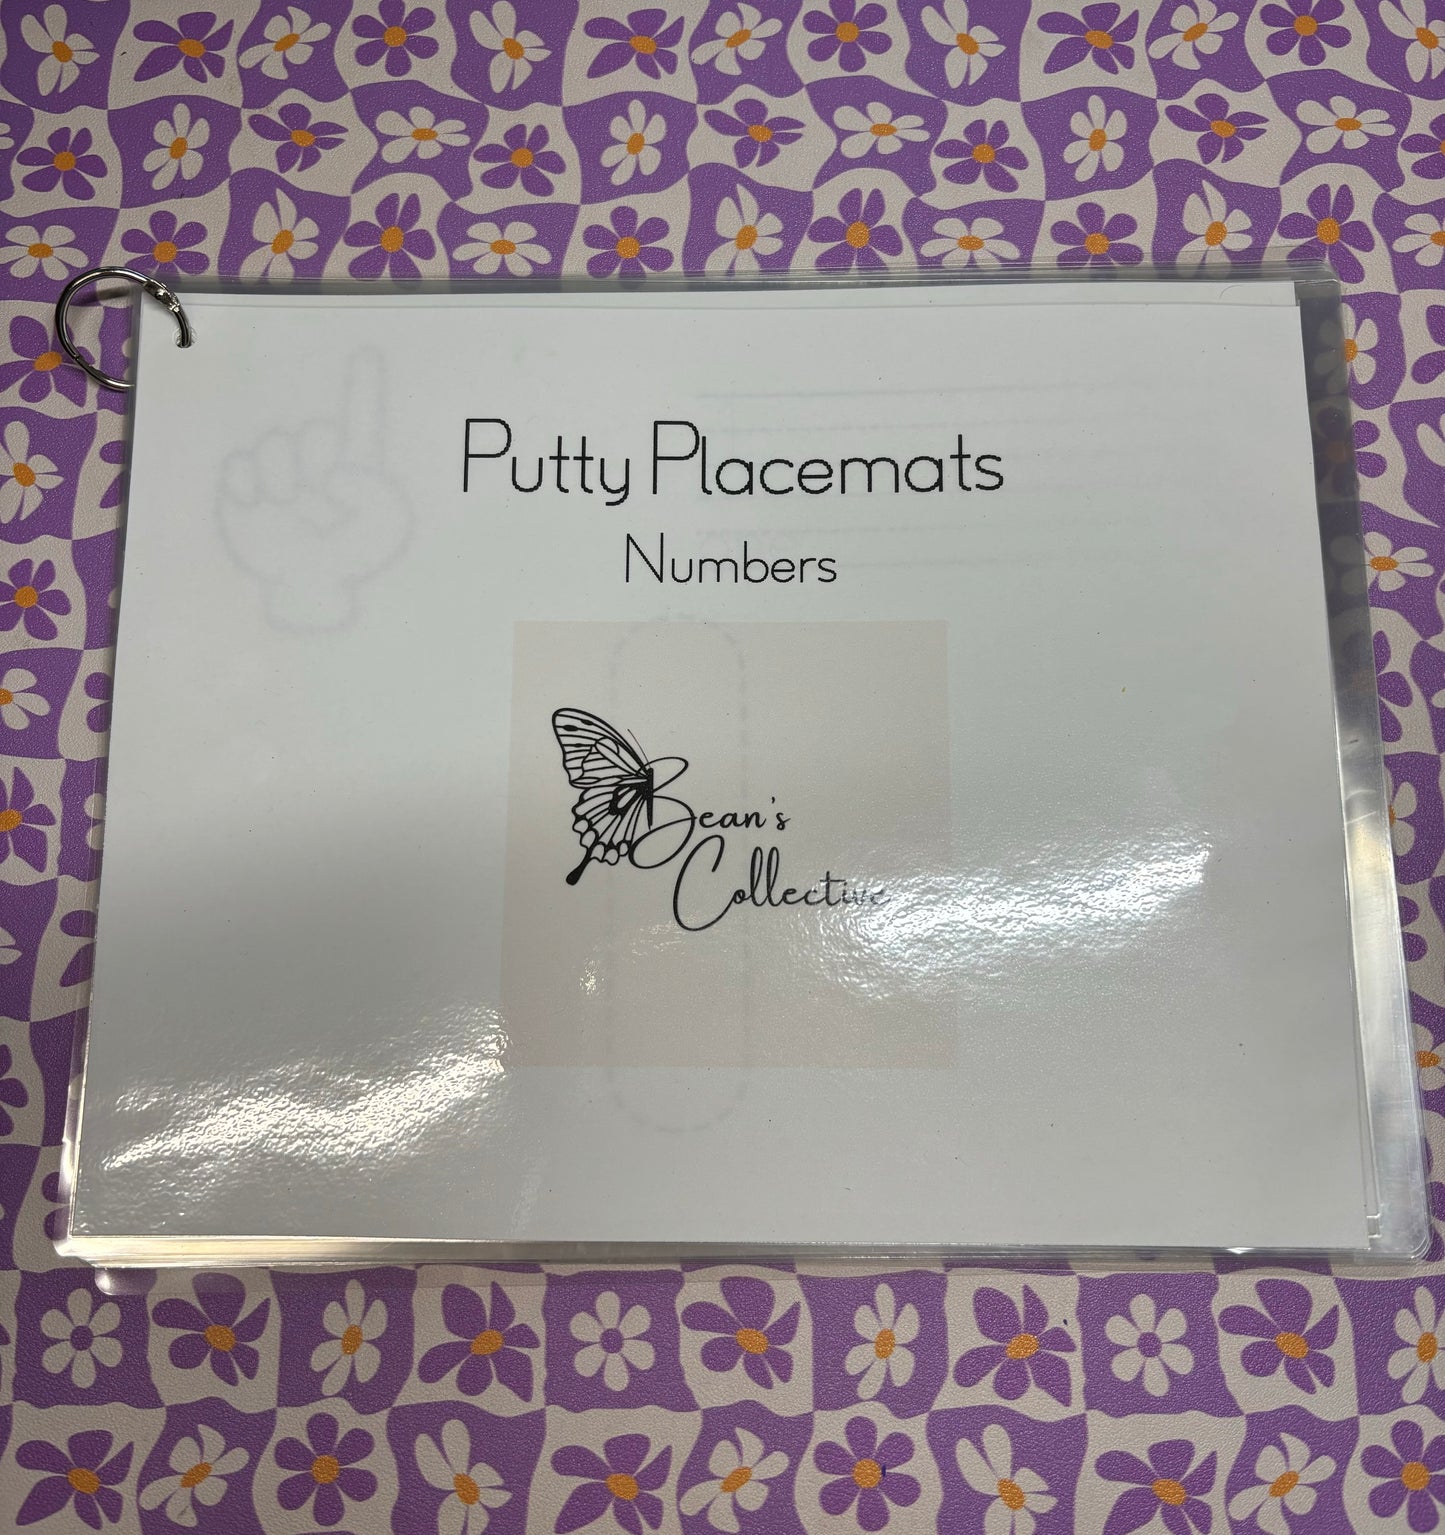 Putty Placemats
Numbers
Bean's
Collective